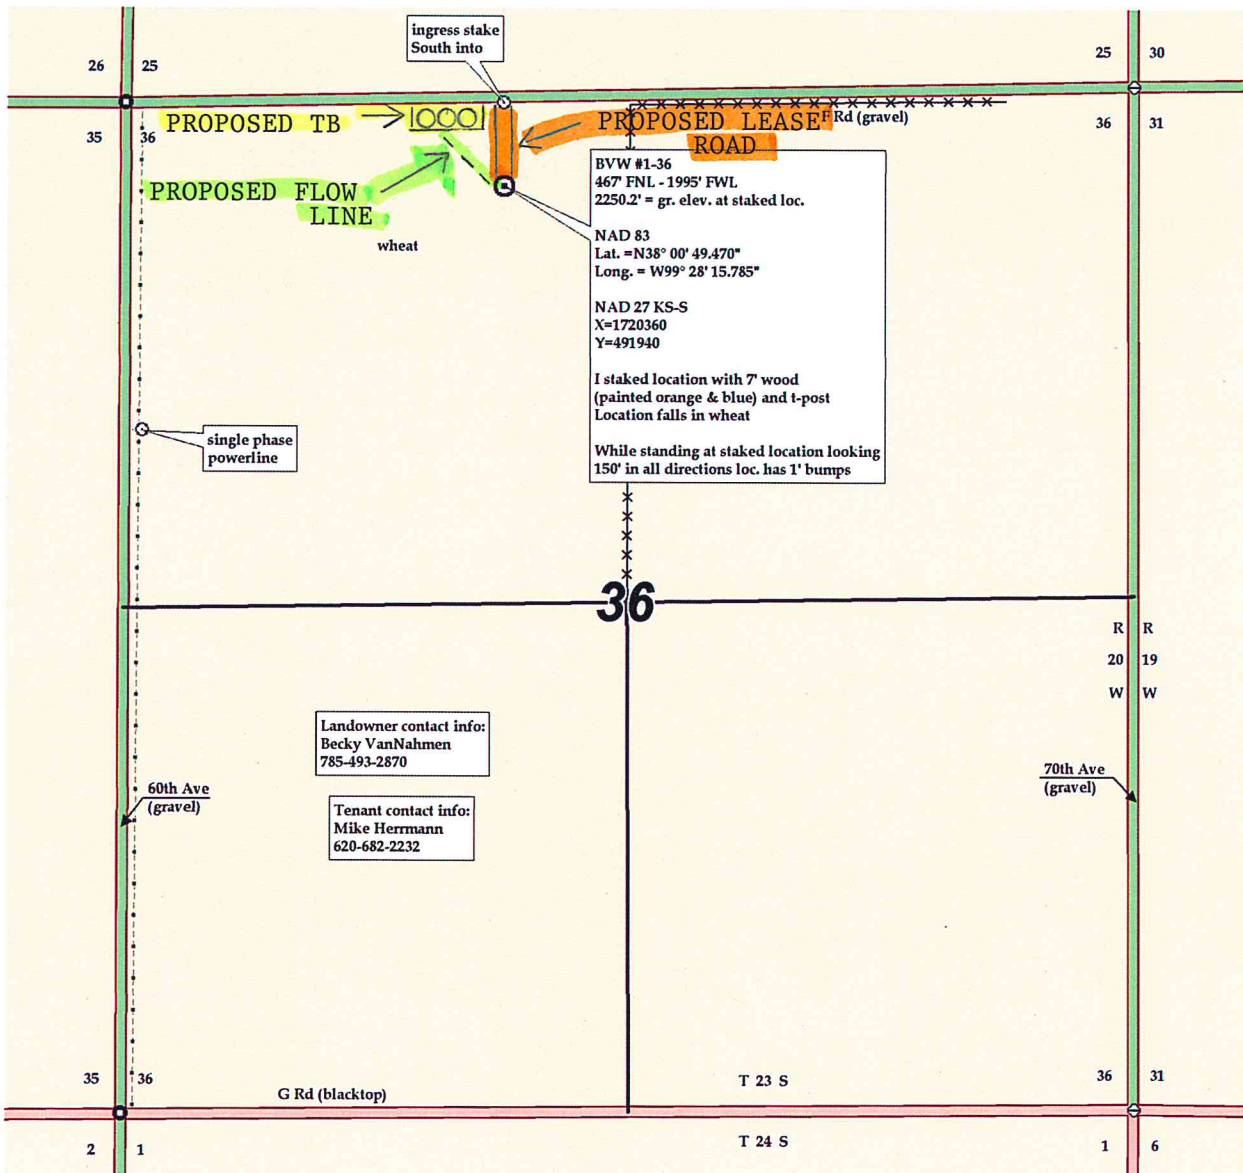 ingress stake
South into
26 25
25 30
35 36
36 31
PROPOSED TB
PROPOSED LEASE
ROAD
F Rd (gravel)
PROPOSED FLOW
LINE
wheat
BVW #1-36
467' FNL - 1995' FWL
2250.2' = gr. elev. at staked loc.
NAD 83
Lat. =N38° 00' 49.470"
Long. = W99° 28' 15.785"
NAD 27 KS-S
X=1720360
Y=491940
I staked location with 7' wood
(painted orange & blue) and t-post
Location falls in wheat
While standing at staked location looking
150' in all directions loc. has 1' bumps
single phase
powerline
36
R R
20 19
W W
Landowner contact info:
Becky VanNahmen
785-493-2870
60th Ave
(gravel)
70th Ave
(gravel)
Tenant contact info:
Mike Herrmann
620-682-2232
35 36
36 31
G Rd (blacktop)
T 23 S
T 24 S
2 1
1 6